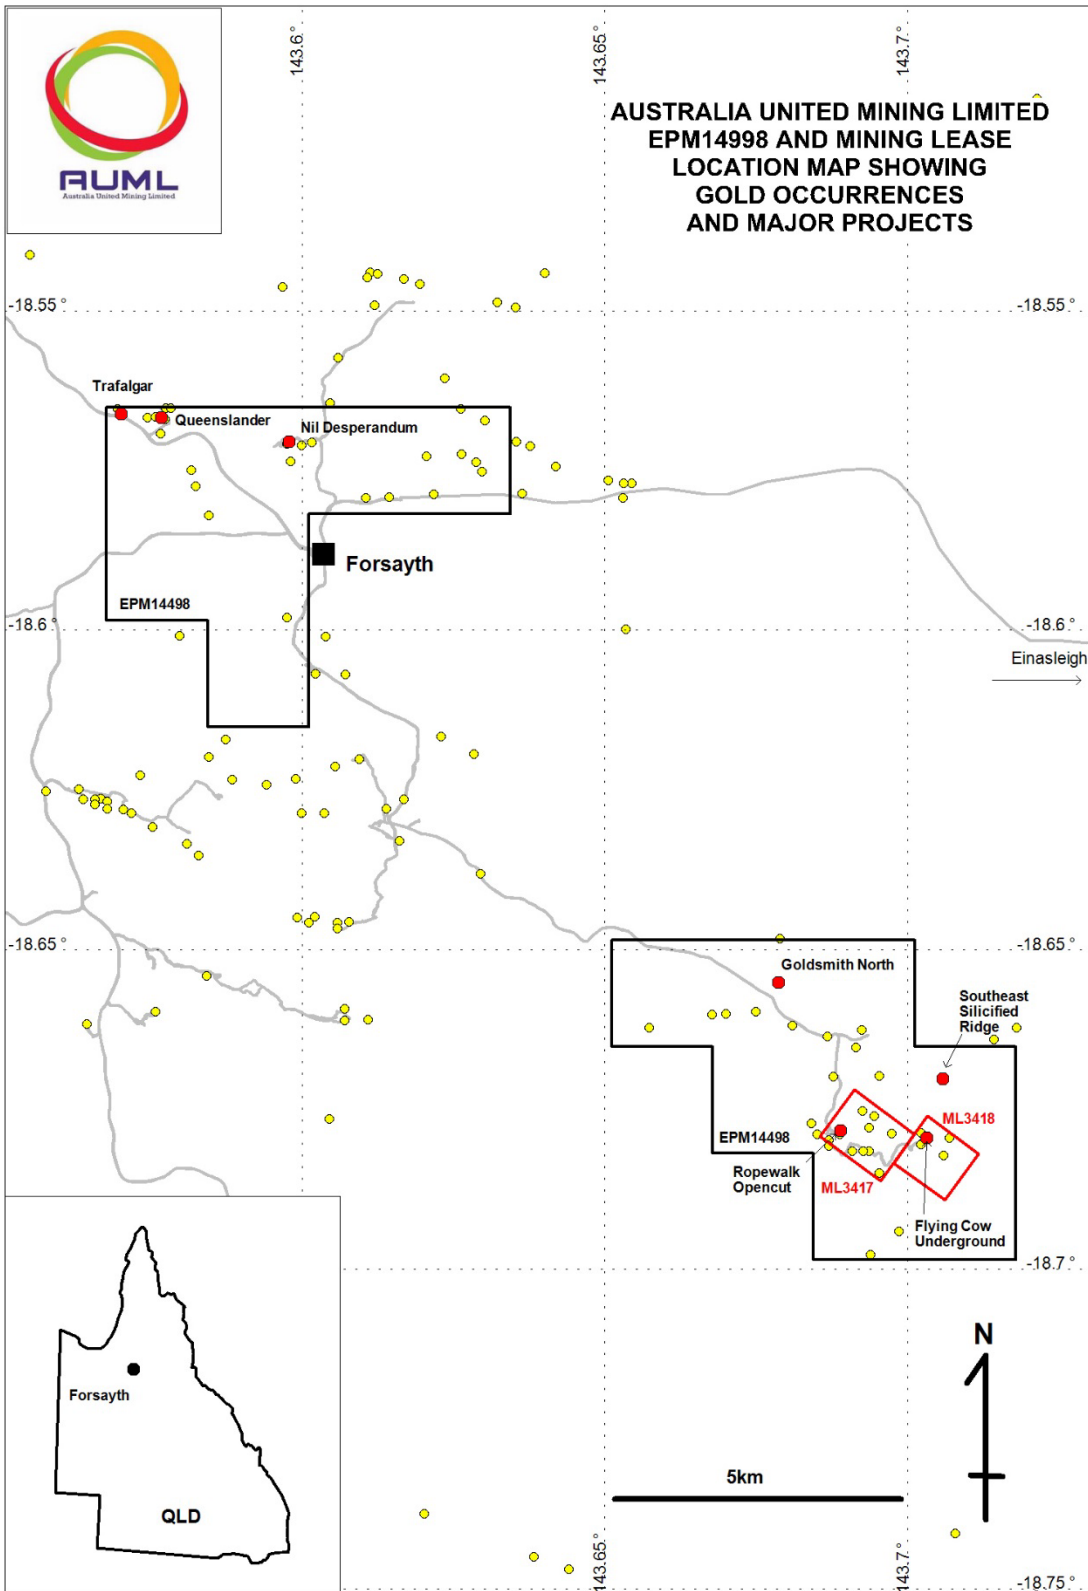 143.6°
143.65°
143.7°
AUML
Australia United Mining Limited
AUSTRALIA UNITED MINING LIMITED
EPM14998 AND MINING LEASE
LOCATION MAP SHOWING
GOLD OCCURRENCES
AND MAJOR PROJECTS
-18.55°
-18.55°
Trafalgar
Queenslander
Nil Desperandum
Forsayth
EPM14498
-18.6°
-18.6°
Einasleigh
-18.65°
-18.65°
Goldsmith North
Southeast
Silicified
Ridge
ML3418
EPM14498
Ropewalk
Opencut
ML3417
Flying Cow
Underground
-18.7°
-18.7°
Forsayth
QLD
N
5km
143.65°
143.7°
-18.75°